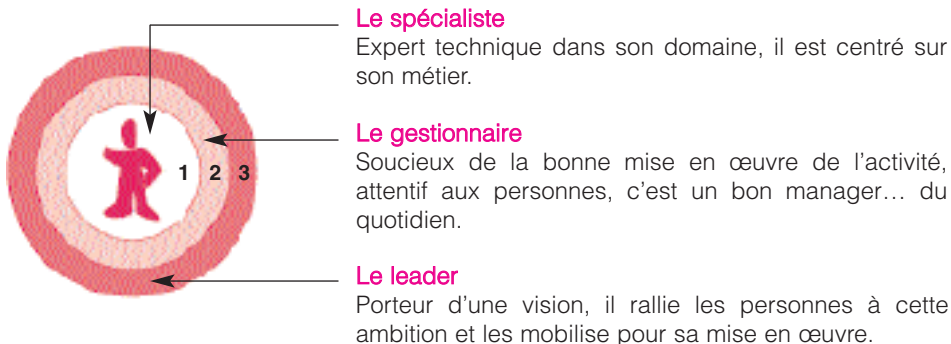 Le spécialiste
Expert technique dans son domaine, il est centré sur
son métier.
Le gestionnaire
Soucieux de la bonne mise en œuvre de l'activité,
attentif aux personnes, c'est un bon manager… du
quotidien.
1 2 3
Le leader
Porteur d'une vision, il rallie les personnes à cette
ambition et les mobilise pour sa mise en œuvre.